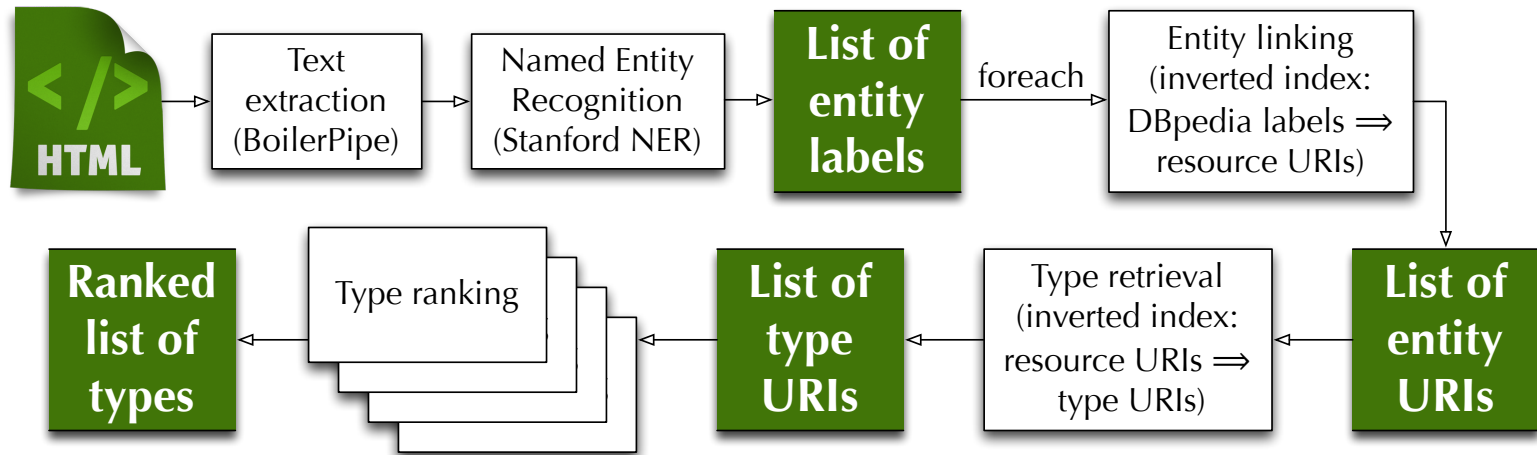 </>
HTML
Text
extraction
(BoilerPipe)
Named Entity
Recognition
(Stanford NER)
List of
entity
labels
foreach
Entity linking
(inverted index:
DBpedia labels ⟹
resource URIs)
Ranked
list of
types
Type ranking
List of
type
URIs
Type retrieval
(inverted index:
resource URIs ⟹
type URIs)
List of
entity
URIs